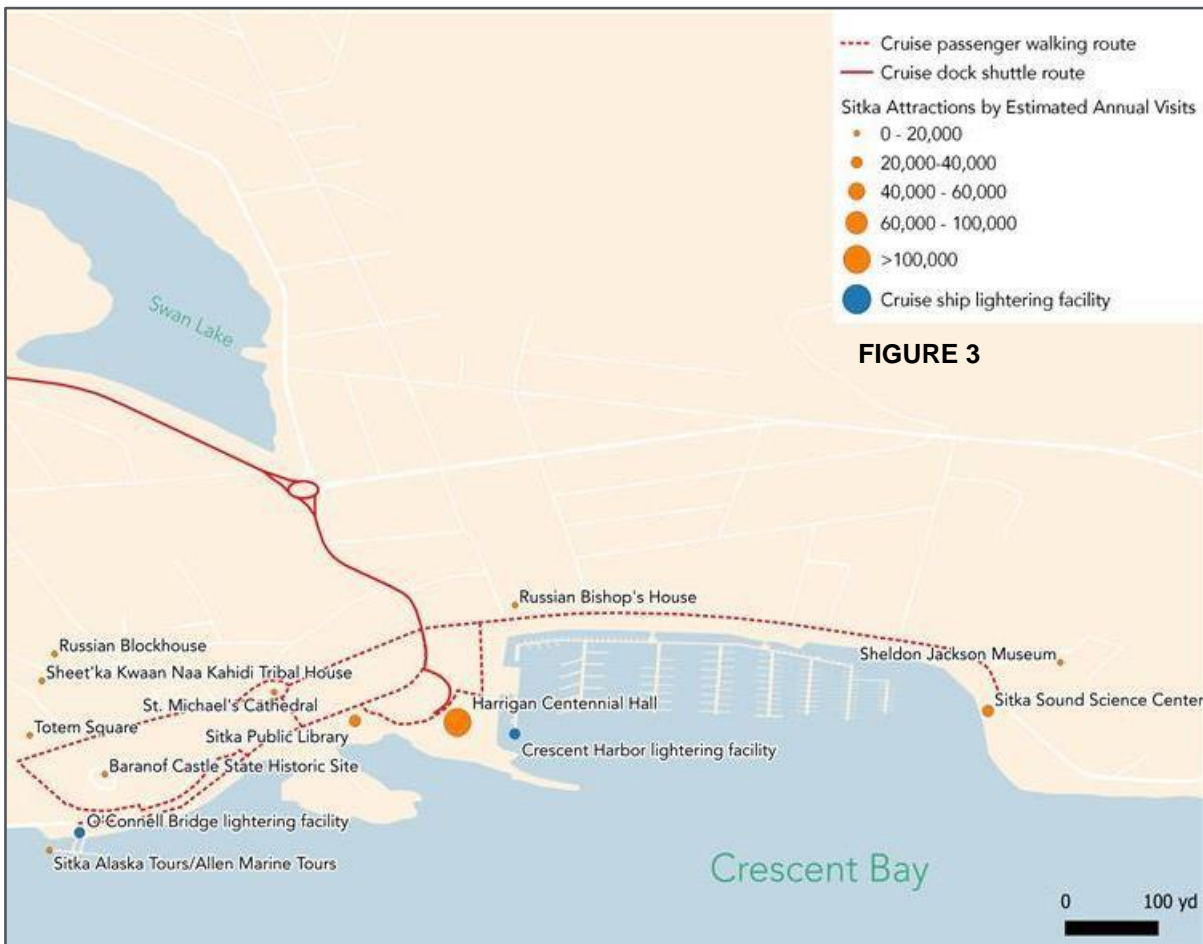 Cruise passenger walking route
Cruise dock shuttle route
Sitka Attractions by Estimated Annual Visits
0 - 20,000
20,000-40,000
40,000 - 60,000
60,000 - 100,000
>100,000
Cruise ship lightering facility
FIGURE 3
Swan Lake
Russian Bishop's House
Russian Blockhouse
Sheet'ka Kwaan Naa Kahidi Tribal House
St. Michael's Cathedral
Totem Square
Sitka Public Library
Baranof Castle State Historic Site
O'Connell Bridge lightering facility
Sitka Alaska Tours/Allen Marine Tours
Harrigan Centennial Hall
Crescent Harbor lightering facility
Sheldon Jackson Museum
Sitka Sound Science Center
Crescent Bay
0 100 yd